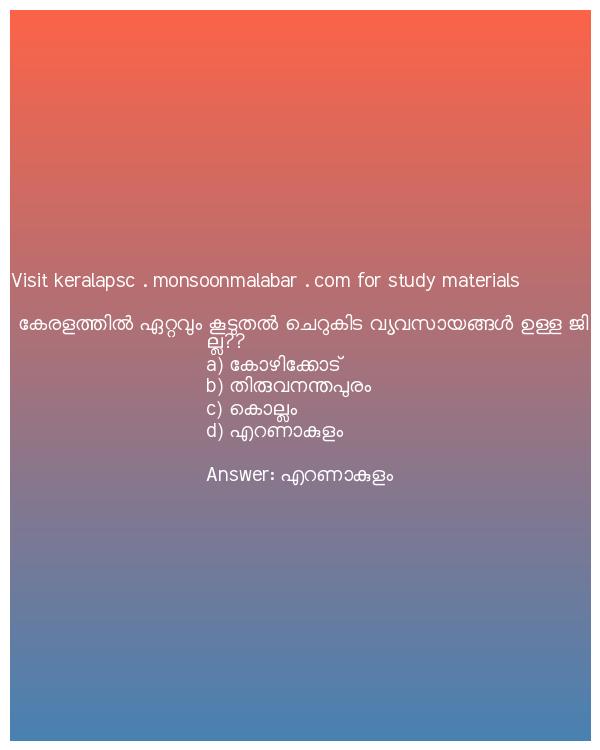 Visit keralapsc . monsoonmalabar . com for study materials
കേരളത്തിൽ ഏറ്റവും കൂടുതൽ ചെറുകിട വ്യവസായങ്ങൾ ഉള്ള ജി
ല്ല??
a) കോഴിക്കോട്
b) തിരുവനന്തപുരം
c) കൊല്ലം
d) എറണാകുളം
Answer: എറണാകുളം